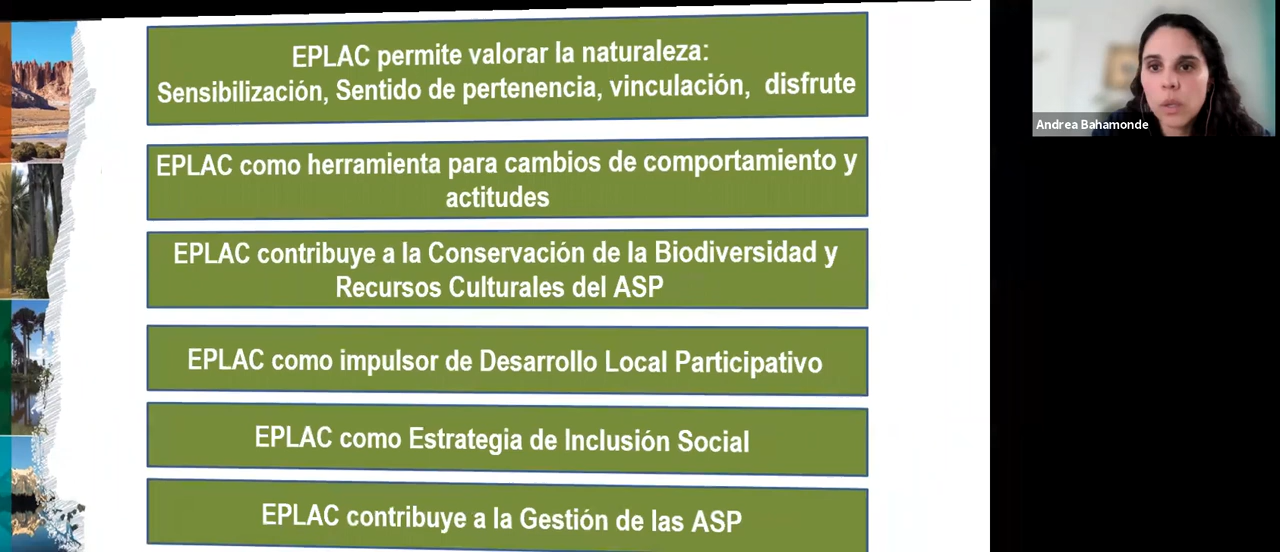 EPLAC permite valorar la naturaleza:
Sensibilización, Sentido de pertenencia, vinculación, disfrute
EPLAC como herramienta para cambios de comportamiento y
actitudes
EPLAC contribuye a la Conservación de la Biodiversidad y
Recursos Culturales del ASP
EPLAC como impulsor de Desarrollo Local Participativo
EPLAC como Estrategia de Inclusión Social
EPLAC contribuye a la Gestión de las ASP
Andrea Bahamonde